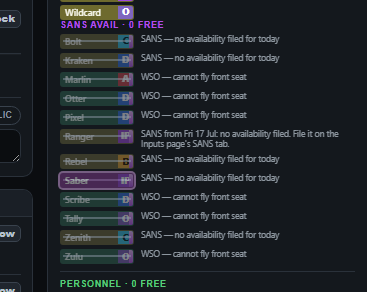 ock
Wildcard
SANS AVAIL · 0 FREE
Bolt SANS — no availability filed for today
Kraken SANS — no availability filed for today
Marlin WSO — cannot fly front seat
Otter WSO — cannot fly front seat
Pixel WSO — cannot fly front seat
LIC
Ranger SANS from Fri 17 Jul: no availability filed. File it on the
Inputs page's SANS tab.
Rebel SANS — no availability filed for today
Saber SANS — no availability filed for today
Scribe WSO — cannot fly front seat
Tally WSO — cannot fly front seat
ow
Zenith SANS — no availability filed for today
Zulu WSO — cannot fly front seat
PERSONNEL · 0 FREE
ow